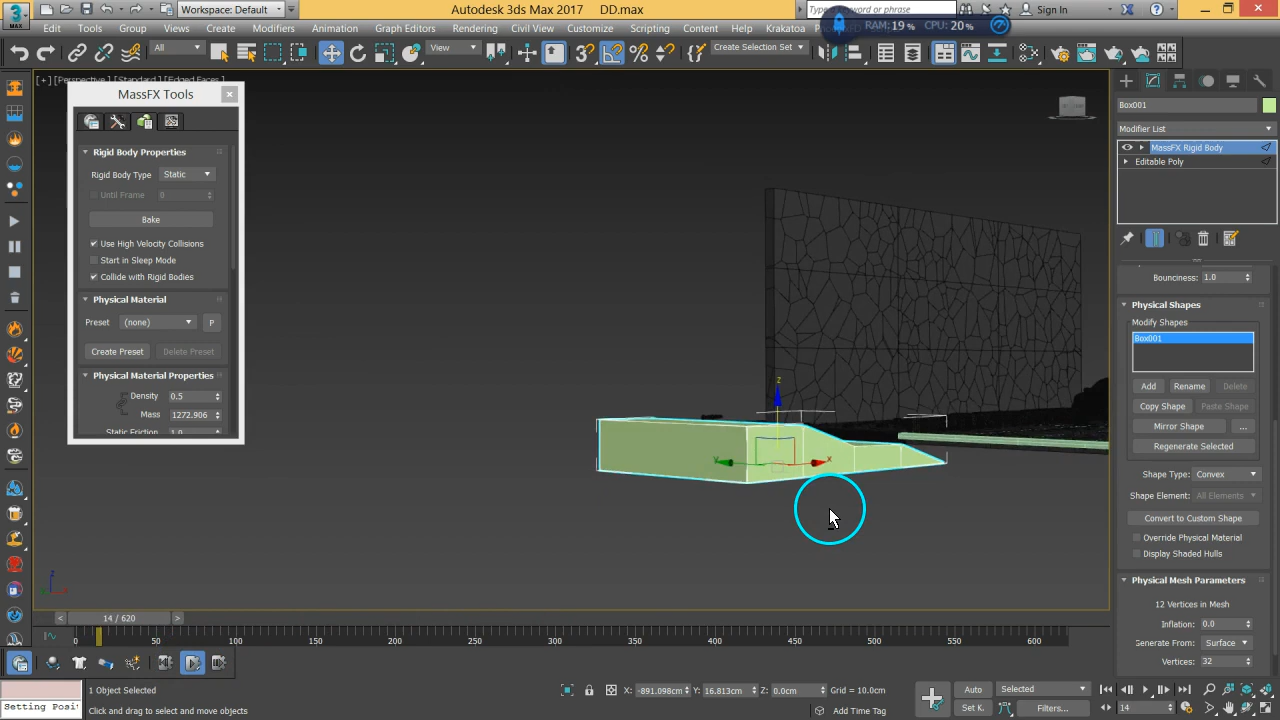 Workspace: Default
Autodesk 3ds Max 2017 DD.max
Type a keyword or phrase
Sign In
RAM: 19 % CPU: 20 %
3
MAX
Edit Tools Group Views Create Modifiers Animation Graph Editors Rendering Civil View Customize Scripting Content Help Krakatoa
All
View
Create Selection Set
[+] [Perspective] [Standard] [Edged Faces]
MassFX Tools
Rigid Body Properties
Rigid Body Type Static
Until Frame 0
Bake
Use High Velocity Collisions
Start in Sleep Mode
Collide with Rigid Bodies
Physical Material
Preset (none) P
Create Preset Delete Preset
Physical Material Properties
Density 0.5
Mass 1272.906
Static Friction 1.0
z
y
x
Box001
Modifier List
MassFX Rigid Body
Editable Poly
Bounciness: 1.0
Physical Shapes
Modify Shapes
Box001
Add Rename Delete
Copy Shape Paste Shape
Mirror Shape ...
Regenerate Selected
Shape Type: Convex
Shape Element: All Elements
Convert to Custom Shape
Override Physical Material
Display Shaded Hulls
Physical Mesh Parameters
12 Vertices in Mesh
Inflation: 0.0
Generate From: Surface
Vertices: 32
< 14 / 620 >
0 50 100 150 200 250 300 350 400 450 500 550 600
1 Object Selected
X: -891.098cm Y: 16.813cm Z: 0.0cm Grid = 10.0cm
Auto Selected
Setting Posi
Click and drag to select and move objects
Add Time Tag
Set K. Filters... 14